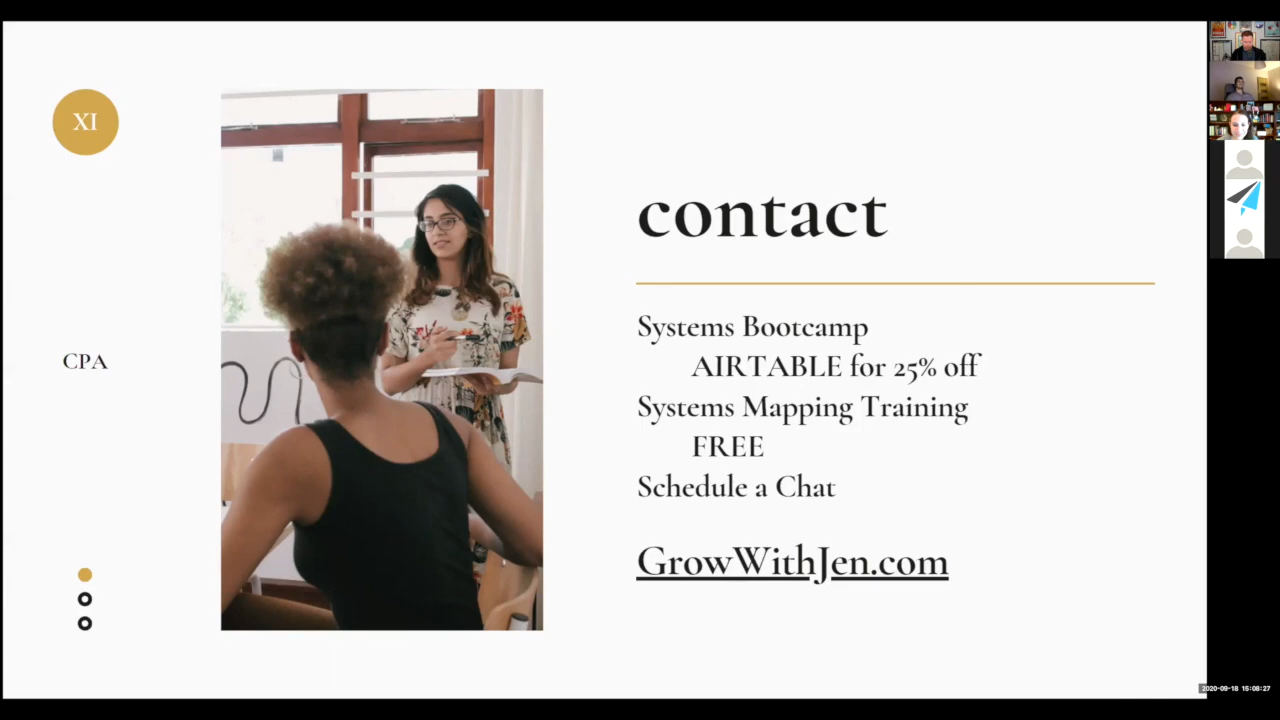 XI
CPA
contact
Systems Bootcamp
AIRTABLE for 25% off
Systems Mapping Training
FREE
Schedule a Chat
GrowWithJen.com
2020-09-18 15:08:27